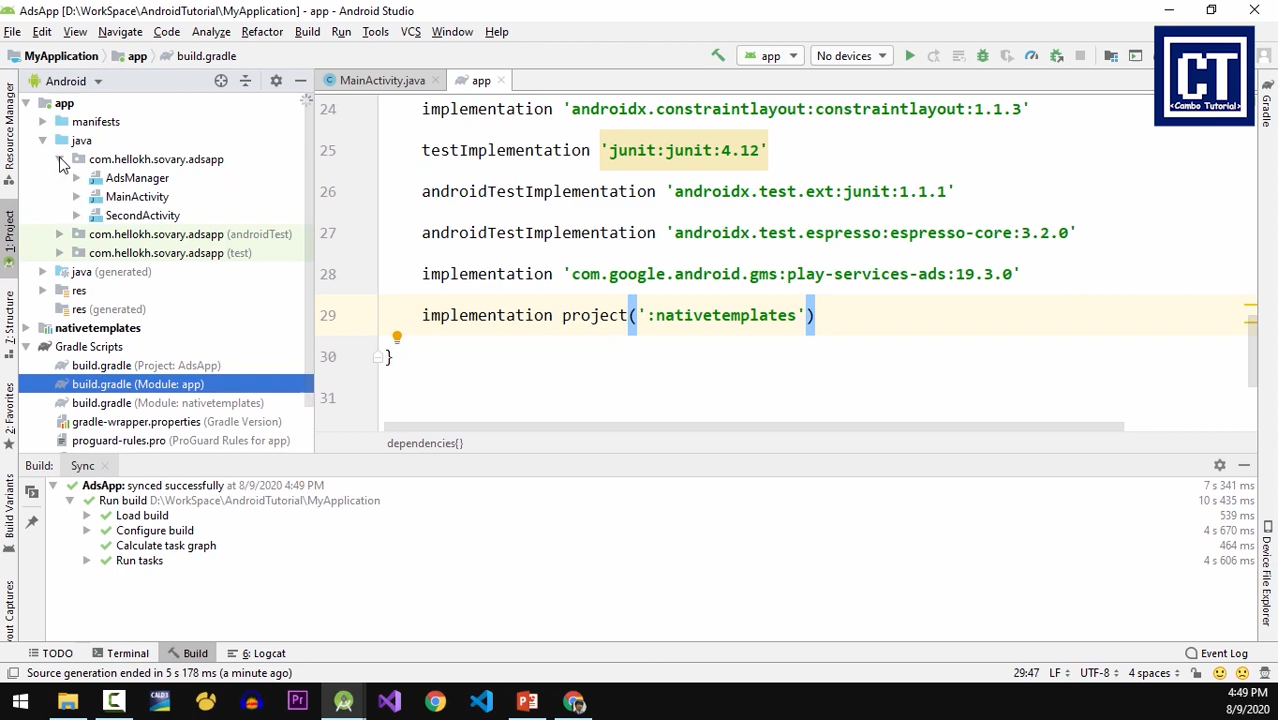 AdsApp [D:\WorkSpace\AndroidTutorial\MyApplication] - app - Android Studio
File Edit View Navigate Code Analyze Refactor Build Run Tools VCS Window Help
MyApplication app build.gradle
app No devices
CT
<Cambo Tutorial>
Android
MainActivity.java app
Resource Manager
1: Project
Z: Structure
2: Favorites
Build Variants
app
manifests
java
com.hellokh.sovary.adsapp
AdsManager
MainActivity
SecondActivity
com.hellokh.sovary.adsapp (androidTest)
com.hellokh.sovary.adsapp (test)
java (generated)
res
res (generated)
nativetemplates
Gradle Scripts
build.gradle (Project: AdsApp)
build.gradle (Module: app)
build.gradle (Module: nativetemplates)
gradle-wrapper.properties (Gradle Version)
proguard-rules.pro (ProGuard Rules for app)
24 implementation 'androidx.constraintlayout:constraintlayout:1.1.3'
25 testImplementation 'junit:junit:4.12'
26 androidTestImplementation 'androidx.test.ext:junit:1.1.1'
27 androidTestImplementation 'androidx.test.espresso:espresso-core:3.2.0'
28 implementation 'com.google.android.gms:play-services-ads:19.3.0'
29 implementation project(':nativetemplates')
30 }
31
dependencies{}
Gradle
Device File Explorer
Build: Sync
AdsApp: synced successfully at 8/9/2020 4:49 PM 7 s 341 ms
Run build D:\WorkSpace\AndroidTutorial\MyApplication 10 s 435 ms
Load build 539 ms
Configure build 4 s 670 ms
Calculate task graph 464 ms
Run tasks 4 s 606 ms
TODO Terminal Build 6: Logcat Event Log
Source generation ended in 5 s 178 ms (a minute ago) 29:47 LF UTF-8 4 spaces
4:49 PM
8/9/2020